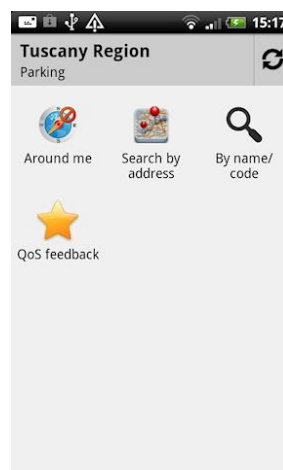 15:17
Tuscany Region
Parking
Around me
Search by
address
By name/
code
QoS feedback